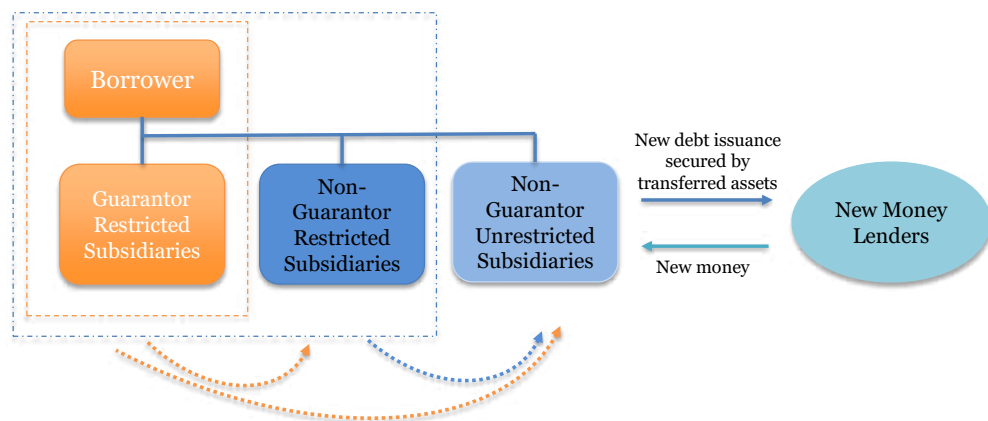 Borrower
Guarantor
Restricted
Subsidiaries
Non-
Guarantor
Restricted
Subsidiaries
Non-
Guarantor
Unrestricted
Subsidiaries
New debt issuance
secured by
transferred assets
New money
New Money
Lenders